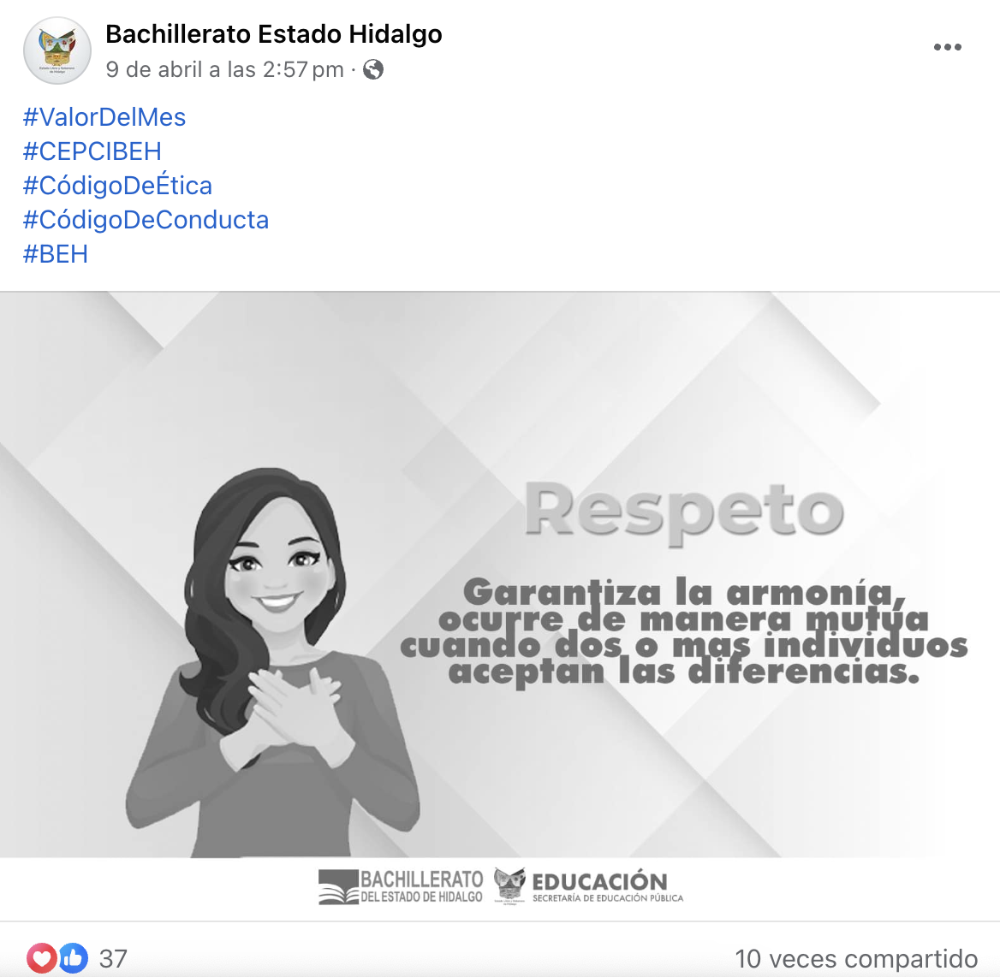 Bachillerato Estado Hidalgo
9 de abril a las 2:57 pm ·
#ValorDelMes
#CEPCIBEH
#CódigoDeÉtica
#CódigoDeConducta
#BEH
Respeto
Garantiza la armonía,
ocurre de manera mutúa
cuando dos o mas individuos
aceptan las diferencias.
BACHILLERATO
DEL ESTADO DE HIDALGO
EDUCACIÓN
SECRETARÍA DE EDUCACIÓN PÚBLICA
37
10 veces compartido